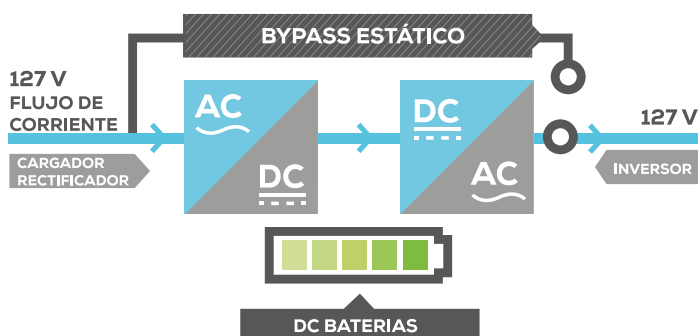 BYPASS ESTÁTICO
127 V
FLUJO DE
CORRIENTE
CARGADOR
RECTIFICADOR
AC
DC
DC
AC
127 V
INVERSOR
DC BATERIAS